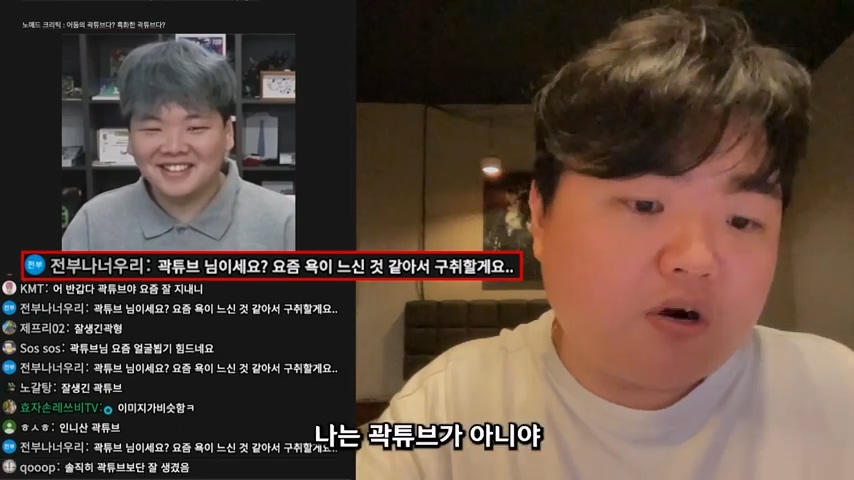 노매드 크리틱 : 어둠의 곽튜브다? 흑화한 곽튜브다?
전부 전부나너우리: 곽튜브 님이세요? 요즘 욕이 느신 것 같아서 구취할게요..
KMT: 어 반갑다 곽튜브야 요즘 잘 지내니
전부 전부나너우리: 곽튜브 님이세요? 요즘 욕이 느신 것 같아서 구취할게요..
제프리02: 잘생긴곽형
Sos sos: 곽튜브님 요즘 얼굴뵙기 힘드네요
전부 전부나너우리: 곽튜브 님이세요? 요즘 욕이 느신 것 같아서 구취할게요..
노갈탕: 잘생긴 곽튜브
효자손레쓰비TV: 이미지가비슷함ㅋ
ㅎㅅㅎ: 인니산 곽튜브
전부 전부나너우리: 곽튜브 님이세요? 요즘 욕이 느신 것 같아서 구취할게요..
qooop: 솔직히 곽튜브보단 잘 생겼음
나는 곽튜브가 아니야